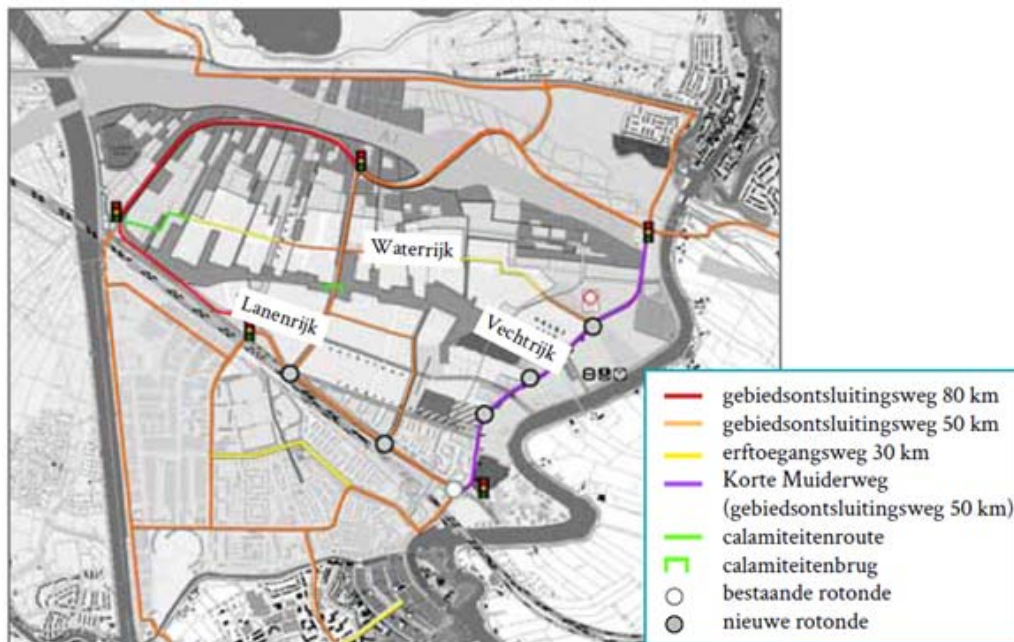 A1
Waterrijk
Lanenrijk
Vechtrijk
gebiedsontsluitingsweg 80 km
gebiedsontsluitingsweg 50 km
erftoegangsweg 30 km
Korte Muiderweg
(gebiedsontsluitingsweg 50 km)
calamiteitenroute
calamiteitenbrug
bestaande rotonde
nieuwe rotonde